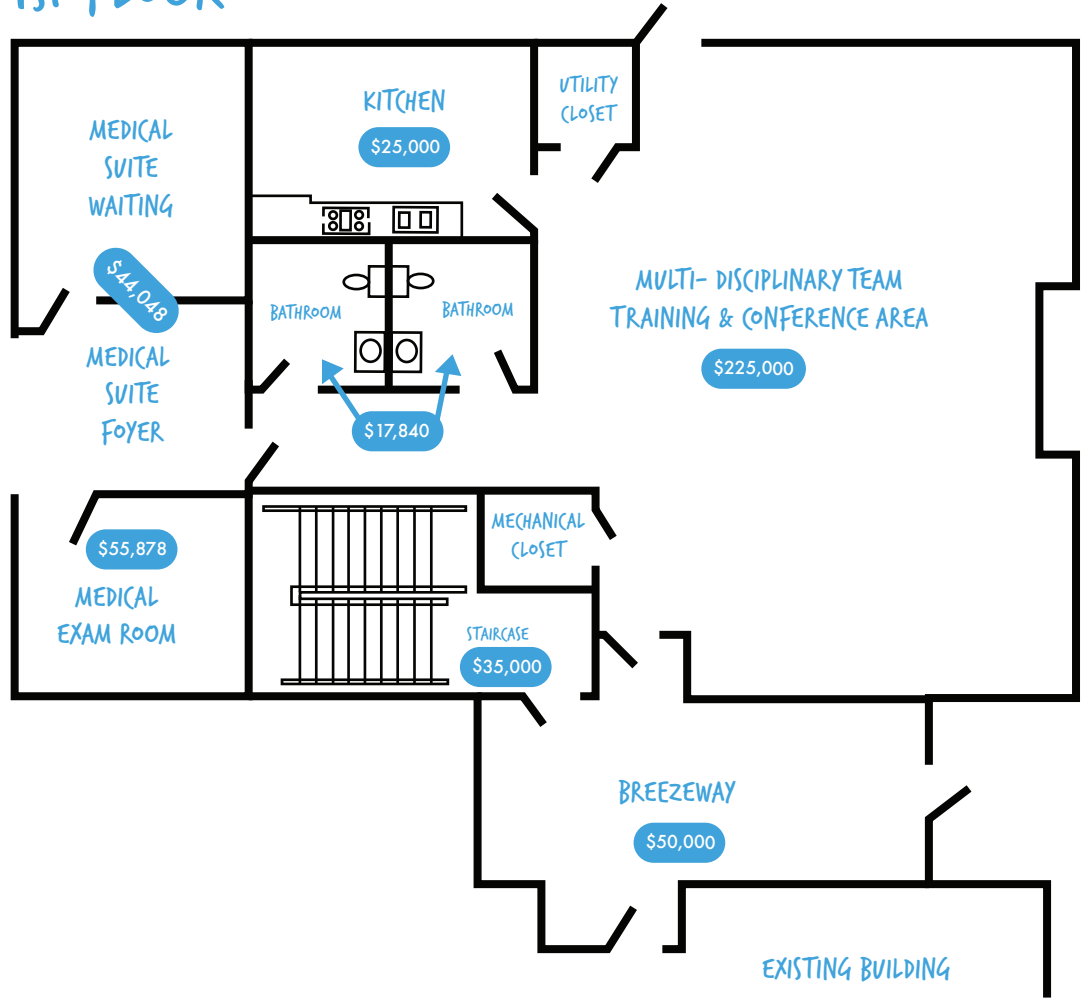 1ST FLOOR
KITCHEN
$25,000
UTILITY
CLOSET
MEDICAL
SUITE
WAITING
$44,048
MEDICAL
SUITE
FOYER
BATHROOM
BATHROOM
$17,840
MULTI- DISCIPLINARY TEAM
TRAINING & CONFERENCE AREA
$225,000
$55,878
MEDICAL
EXAM ROOM
MECHANICAL
CLOSET
STAIRCASE
$35,000
BREEZEWAY
$50,000
EXISTING BUILDING